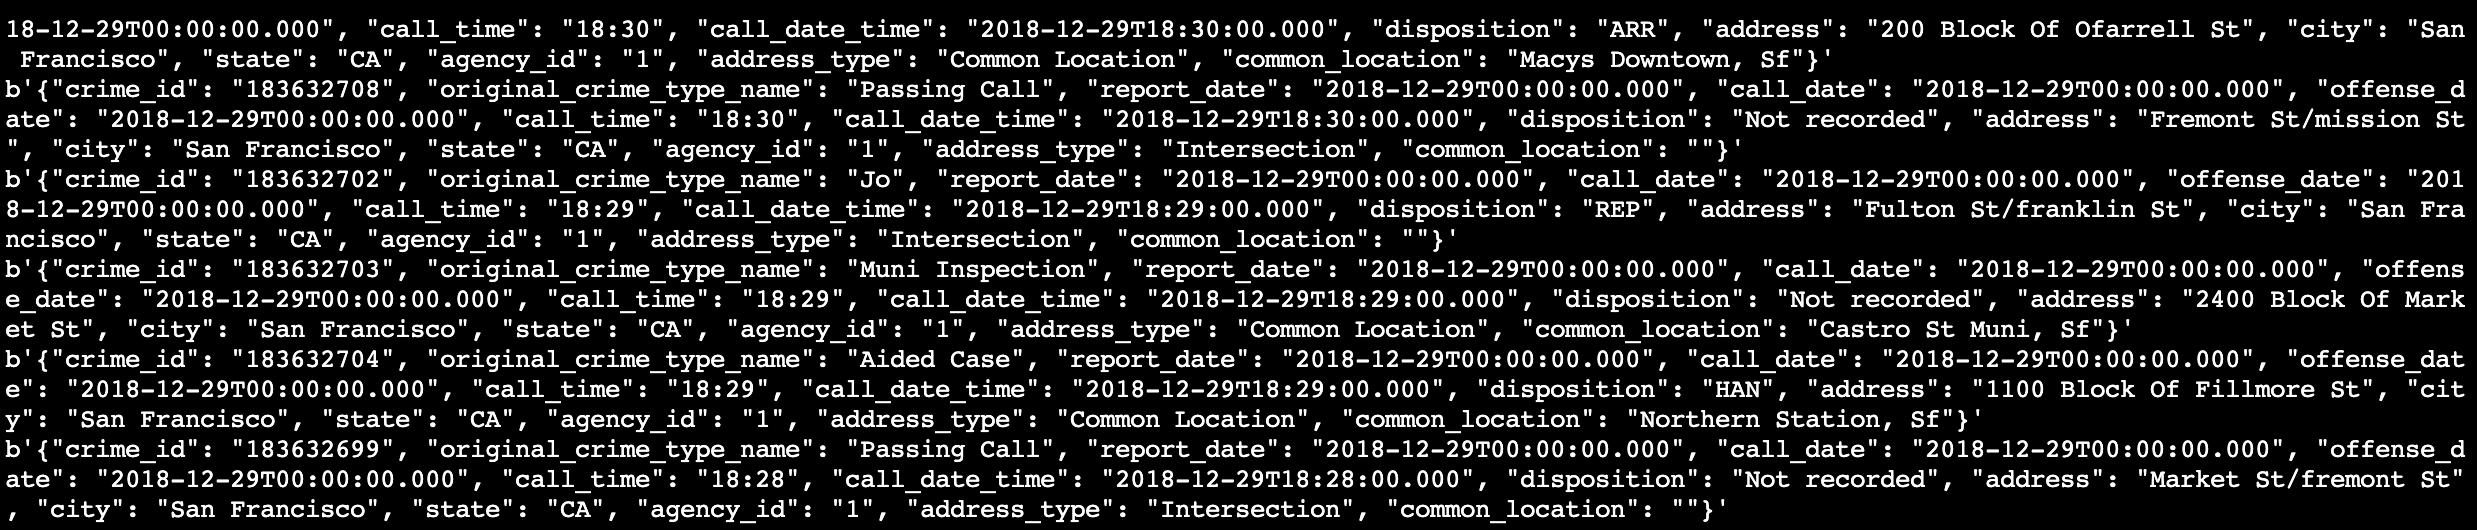 18-12-29T00:00:00.000", "call_time": "18:30", "call_date_time": "2018-12-29T18:30:00.000", "disposition": "ARR", "address": "200 Block Of Ofarrell St", "city": "San
 Francisco", "state": "CA", "agency_id": "1", "address_type": "Common Location", "common_location": "Macys Downtown, Sf"}'
b'{"crime_id": "183632708", "original_crime_type_name": "Passing Call", "report_date": "2018-12-29T00:00:00.000", "call_date": "2018-12-29T00:00:00.000", "offense_d
ate": "2018-12-29T00:00:00.000", "call_time": "18:30", "call_date_time": "2018-12-29T18:30:00.000", "disposition": "Not recorded", "address": "Fremont St/mission St
", "city": "San Francisco", "state": "CA", "agency_id": "1", "address_type": "Intersection", "common_location": ""}'
b'{"crime_id": "183632702", "original_crime_type_name": "Jo", "report_date": "2018-12-29T00:00:00.000", "call_date": "2018-12-29T00:00:00.000", "offense_date": "201
8-12-29T00:00:00.000", "call_time": "18:29", "call_date_time": "2018-12-29T18:29:00.000", "disposition": "REP", "address": "Fulton St/franklin St", "city": "San Fra
ncisco", "state": "CA", "agency_id": "1", "address_type": "Intersection", "common_location": ""}'
b'{"crime_id": "183632703", "original_crime_type_name": "Muni Inspection", "report_date": "2018-12-29T00:00:00.000", "call_date": "2018-12-29T00:00:00.000", "offens
e_date": "2018-12-29T00:00:00.000", "call_time": "18:29", "call_date_time": "2018-12-29T18:29:00.000", "disposition": "Not recorded", "address": "2400 Block Of Mark
et St", "city": "San Francisco", "state": "CA", "agency_id": "1", "address_type": "Common Location", "common_location": "Castro St Muni, Sf"}'
b'{"crime_id": "183632704", "original_crime_type_name": "Aided Case", "report_date": "2018-12-29T00:00:00.000", "call_date": "2018-12-29T00:00:00.000", "offense_dat
e": "2018-12-29T00:00:00.000", "call_time": "18:29", "call_date_time": "2018-12-29T18:29:00.000", "disposition": "HAN", "address": "1100 Block Of Fillmore St", "cit
y": "San Francisco", "state": "CA", "agency_id": "1", "address_type": "Common Location", "common_location": "Northern Station, Sf"}'
b'{"crime_id": "183632699", "original_crime_type_name": "Passing Call", "report_date": "2018-12-29T00:00:00.000", "call_date": "2018-12-29T00:00:00.000", "offense_d
ate": "2018-12-29T00:00:00.000", "call_time": "18:28", "call_date_time": "2018-12-29T18:28:00.000", "disposition": "Not recorded", "address": "Market St/fremont St"
, "city": "San Francisco", "state": "CA", "agency_id": "1", "address_type": "Intersection", "common_location": ""}'